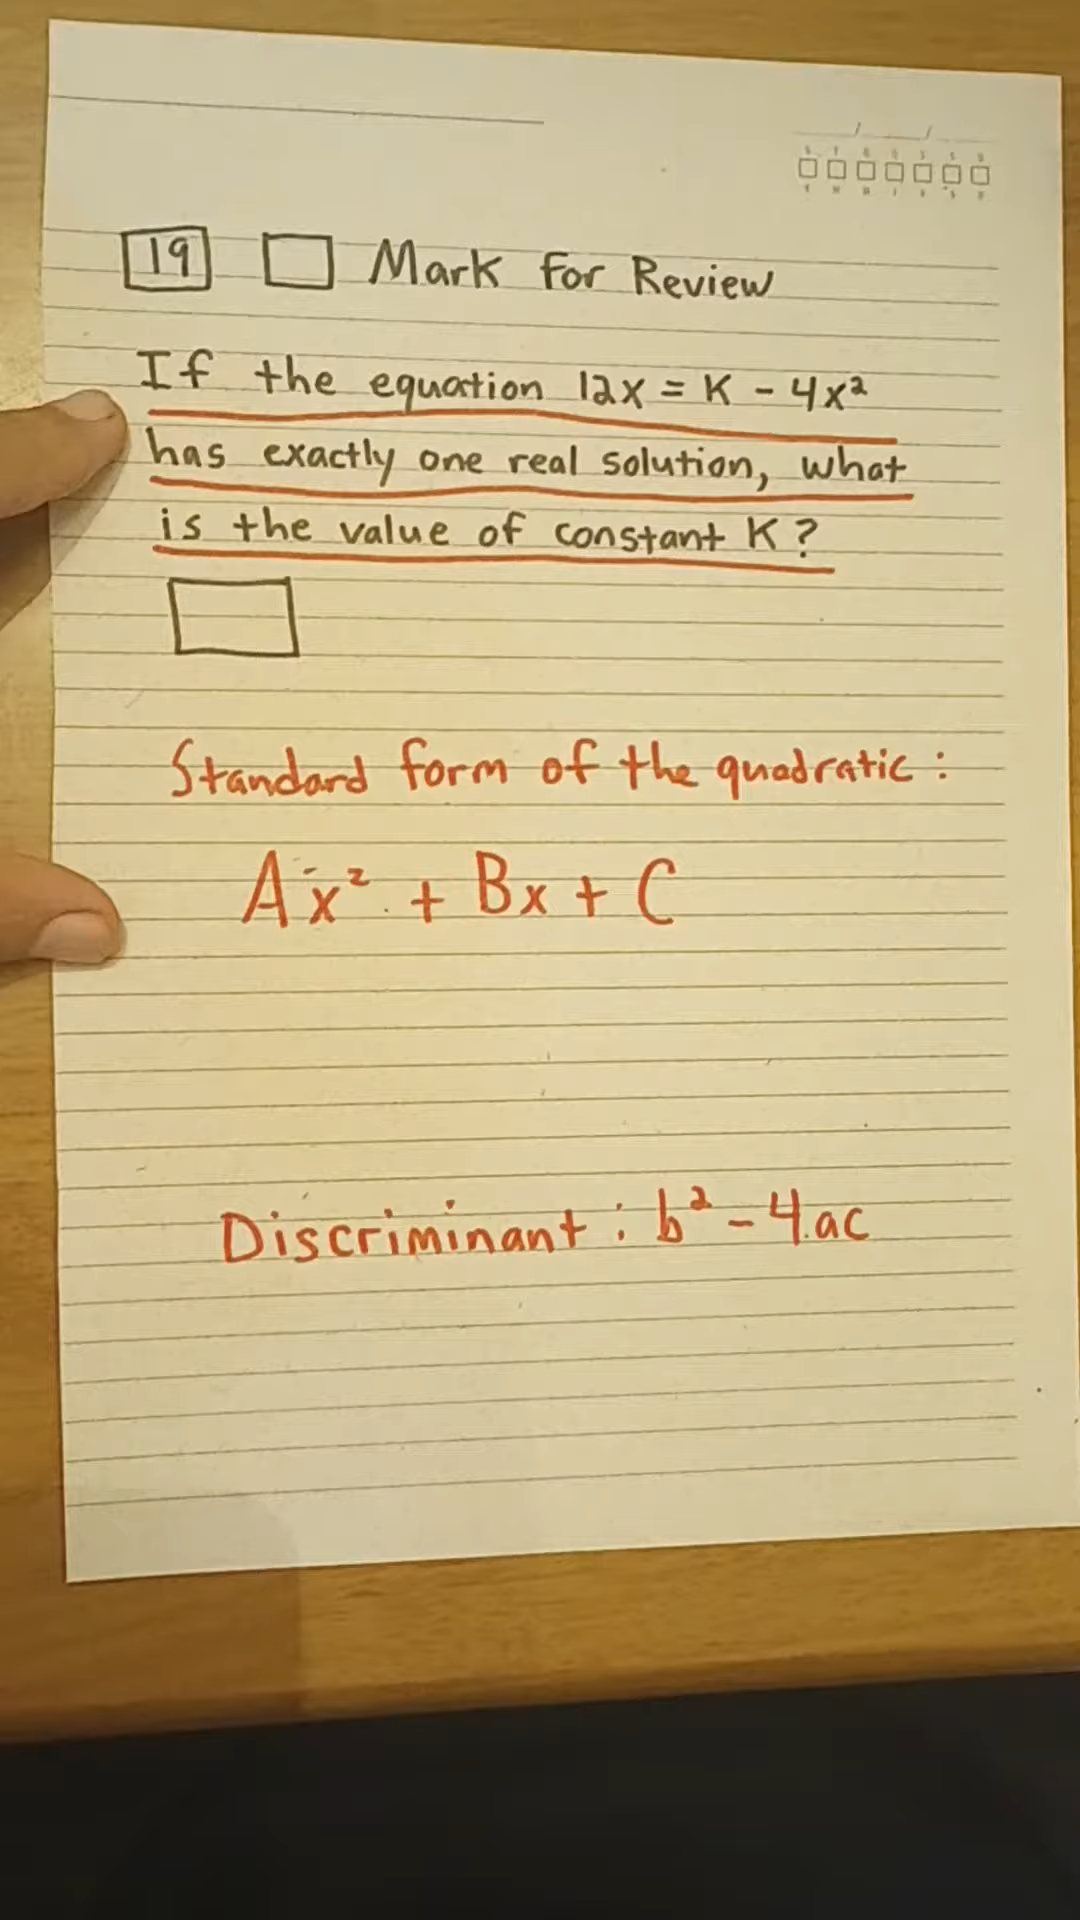 19 Mark For Review
If the equation 12x = K - 4x²
has exactly one real solution, what
is the value of constant K?
Standard form of the quadratic:
Ax² + Bx + C
Discriminant: b² - 4ac